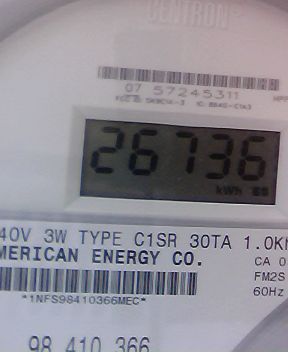 CENTRON®
07 57245311
26736
kWh
40V 3W TYPE C1SR 30TA 1.0Kh
MERICAN ENERGY CO.
CA 0
FM2S
60Hz
*1NFS98410366MEC*
98 410 366